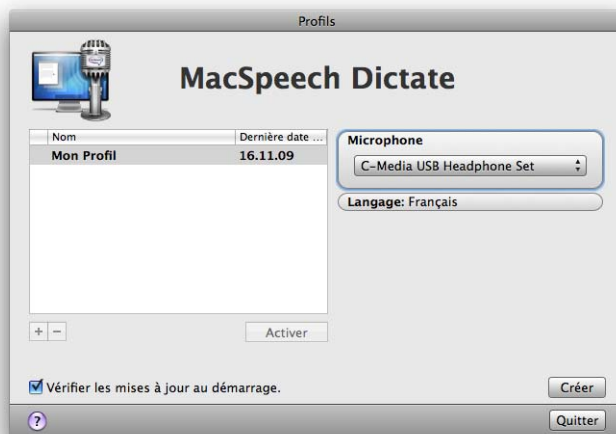 Profils
MacSpeech Dictate
Nom Dernière date ...
Mon Profil 16.11.09
Microphone
C-Media USB Headphone Set
Langage: Français
+ −
Activer
Vérifier les mises à jour au démarrage.
Créer
?
Quitter